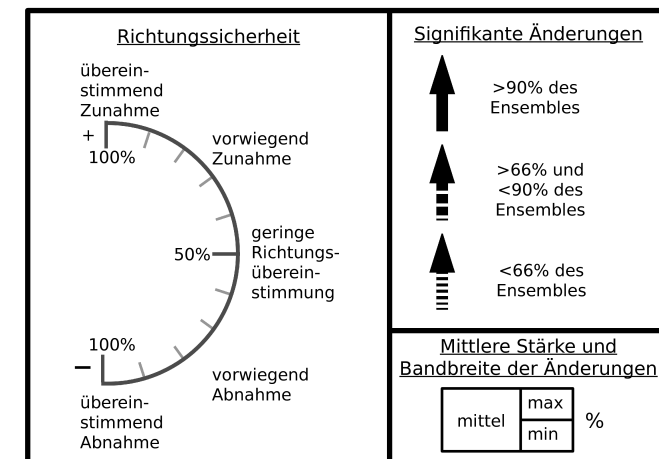 Richtungssicherheit
überein-
stimmend
Zunahme
+
100%
vorwiegend
Zunahme
50%
geringe
Richtungs-
überein-
stimmung
100%
−
vorwiegend
Abnahme
überein-
stimmend
Abnahme
Signifikante Änderungen
>90% des
Ensembles
>66% und
<90% des
Ensembles
<66% des
Ensembles
Mittlere Stärke und
Bandbreite der Änderungen
mittel
max
min
%